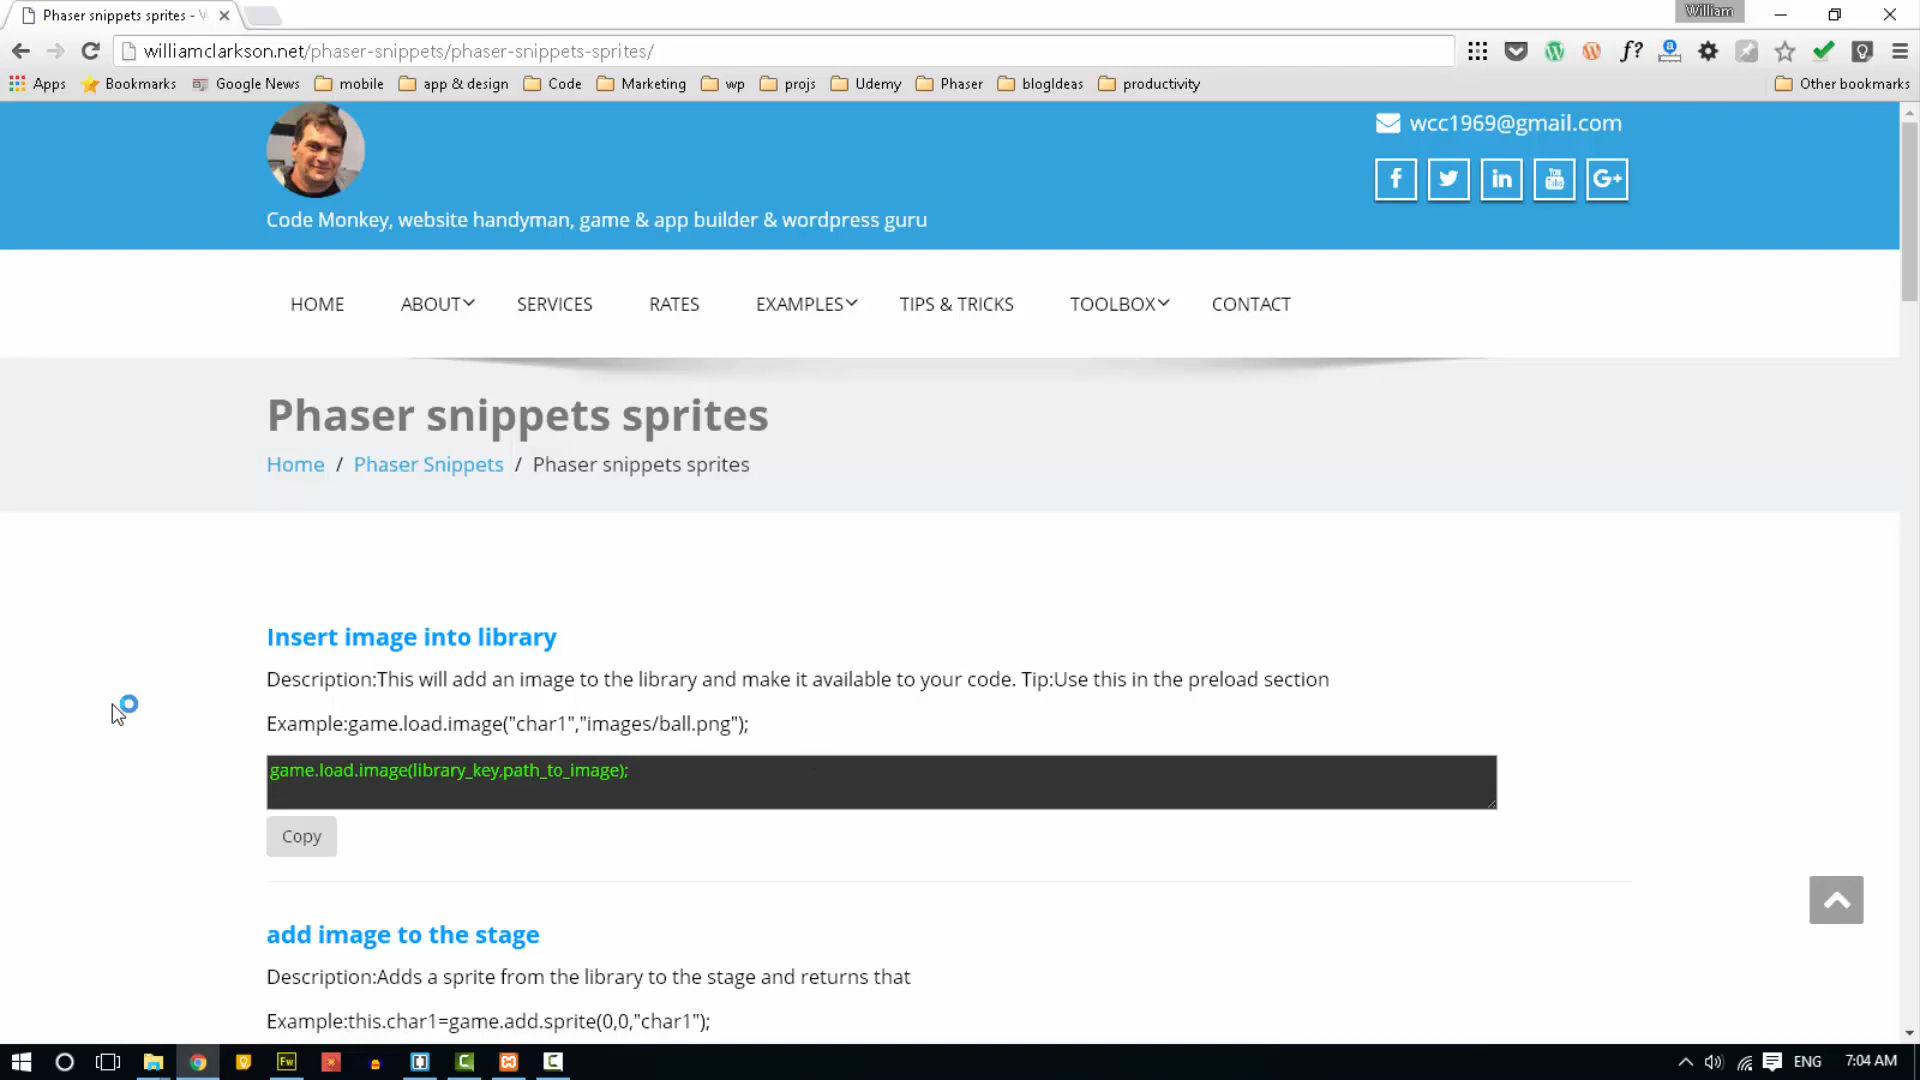 Phaser snippets sprites -
William
williamclarkson.net/phaser-snippets/phaser-snippets-sprites/
Apps Bookmarks Google News mobile app & design Code Marketing wp projs Udemy Phaser blogIdeas productivity Other bookmarks
wcc1969@gmail.com
Code Monkey, website handyman, game & app builder & wordpress guru
HOME ABOUT SERVICES RATES EXAMPLES TIPS & TRICKS TOOLBOX CONTACT
Phaser snippets sprites
Home / Phaser Snippets / Phaser snippets sprites
Insert image into library
Description:This will add an image to the library and make it available to your code. Tip:Use this in the preload section
Example:game.load.image("char1","images/ball.png");
game.load.image(library_key,path_to_image);
Copy
add image to the stage
Description:Adds a sprite from the library to the stage and returns that
Example:this.char1=game.add.sprite(0,0,"char1");
ENG 7:04 AM